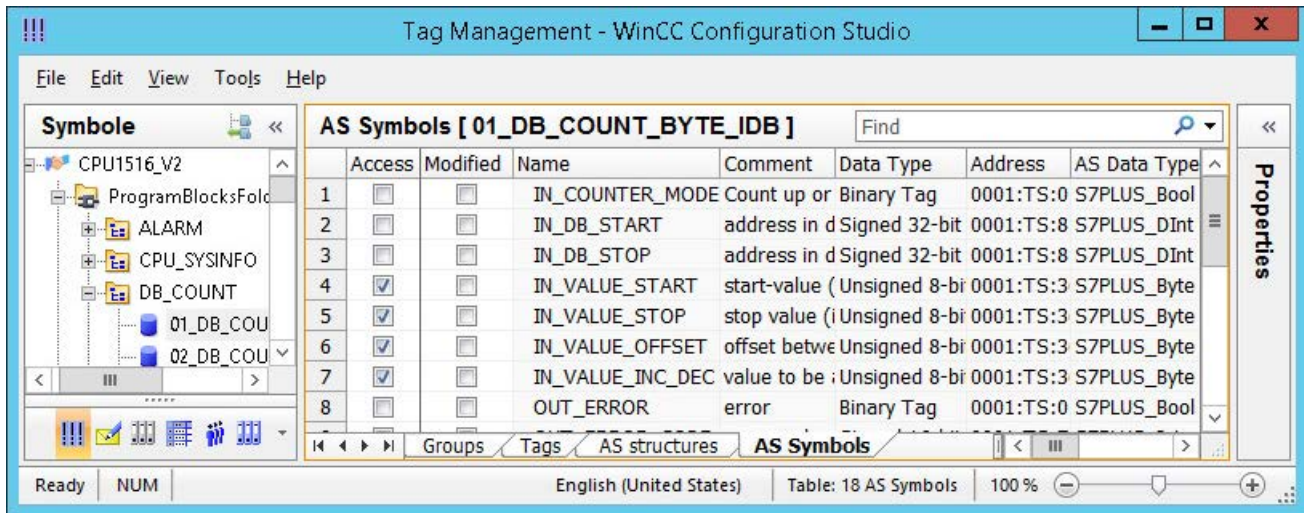 Tag Management - WinCC Configuration Studio
File Edit View Tools Help
Symbole
AS Symbols [ 01_DB_COUNT_BYTE_IDB ]
Find
CPU1516_V2
ProgramBlocksFold
ALARM
CPU_SYSINFO
DB_COUNT
01_DB_COU
02_DB_COU
Access Modified Name Comment Data Type Address AS Data Type
1 IN_COUNTER_MODE Count up or Binary Tag 0001:TS:0 S7PLUS_Bool
2 IN_DB_START address in d Signed 32-bit 0001:TS:8 S7PLUS_DInt
3 IN_DB_STOP address in d Signed 32-bit 0001:TS:8 S7PLUS_DInt
4 IN_VALUE_START start-value ( Unsigned 8-bi 0001:TS:3 S7PLUS_Byte
5 IN_VALUE_STOP stop value (i Unsigned 8-bi 0001:TS:3 S7PLUS_Byte
6 IN_VALUE_OFFSET offset betwe Unsigned 8-bi 0001:TS:3 S7PLUS_Byte
7 IN_VALUE_INC_DEC value to be Unsigned 8-bi 0001:TS:3 S7PLUS_Byte
8 OUT_ERROR error Binary Tag 0001:TS:0 S7PLUS_Bool
Properties
Groups Tags AS structures AS Symbols
Ready NUM English (United States) Table: 18 AS Symbols 100 %